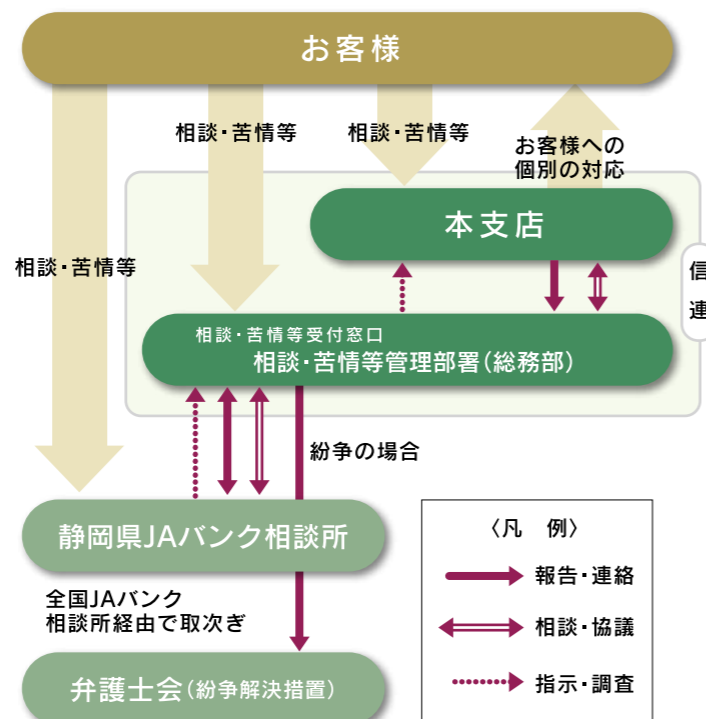 お客様
相談・苦情等
相談・苦情等
お客様への
個別の対応
本支店
相談・苦情等
信
連
相談・苦情等受付窓口
相談・苦情等管理部署(総務部)
紛争の場合
静岡県JAバンク相談所
全国JAバンク
相談所経由で取次ぎ
弁護士会(紛争解決措置)
〈凡 例〉
報告・連絡
相談・協議
指示・調査